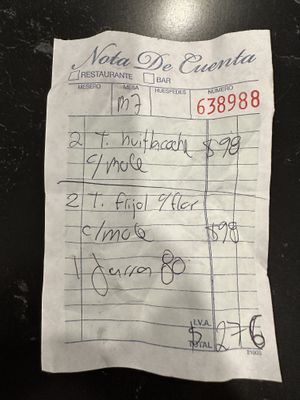 Nota De Cuenta
RESTAURANTE BAR
MESERO MESA HUESPEDES NUMERO
m7 638988
2 T. huitlacoche $98
c/mole
2 T. frijol c/flor
c/mole $98
1 Jarra 80
I.V.A.
TOTAL $ 276